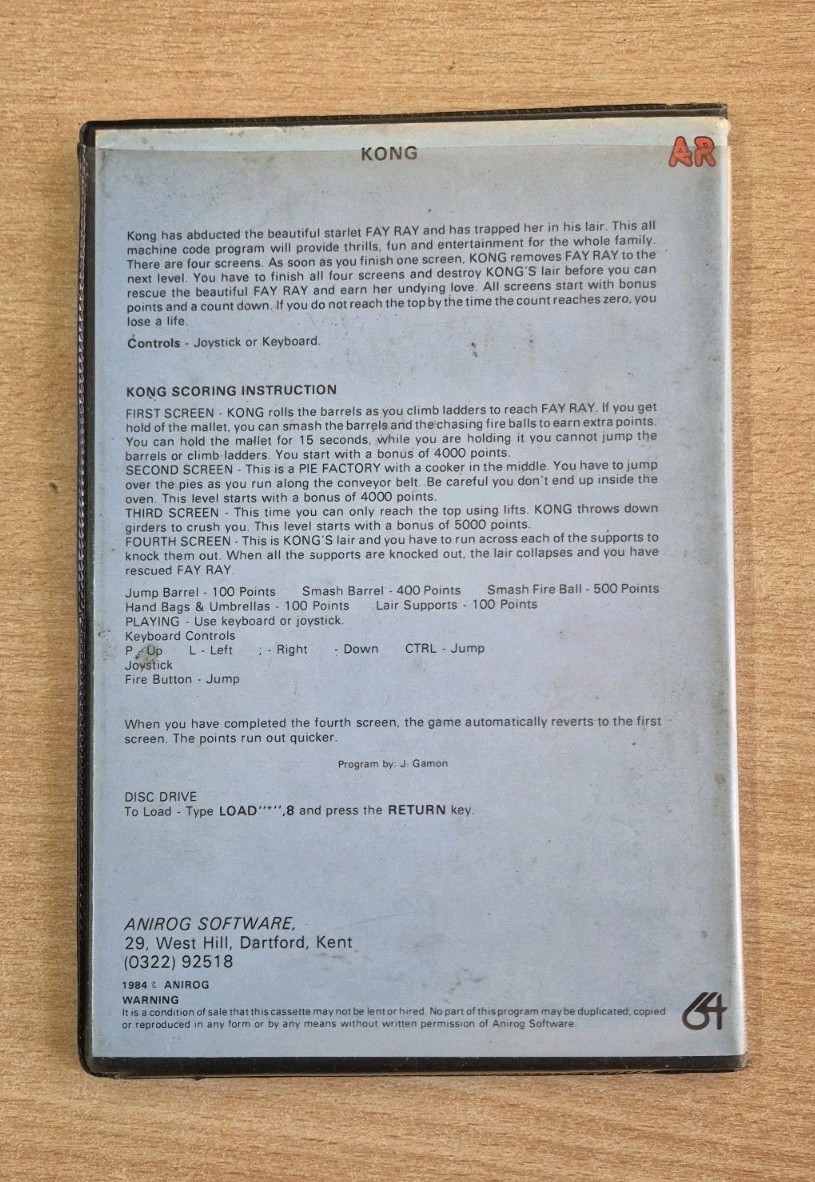 KONG
AR
Kong has abducted the beautiful starlet FAY RAY and has trapped her in his lair. This all
machine code program will provide thrills, fun and entertainment for the whole family.
There are four screens. As soon as you finish one screen, KONG removes FAY RAY to the
next level. You have to finish all four screens and destroy KONG'S lair before you can
rescue the beautiful FAY RAY and earn her undying love. All screens start with bonus
points and a count down. If you do not reach the top by the time the count reaches zero, you
lose a life.
Controls - Joystick or Keyboard.
KONG SCORING INSTRUCTION
FIRST SCREEN - KONG rolls the barrels as you climb ladders to reach FAY RAY. If you get
hold of the mallet, you can smash the barrels and the chasing fire balls to earn extra points.
You can hold the mallet for 15 seconds, while you are holding it you cannot jump the
barrels or climb ladders. You start with a bonus of 4000 points.
SECOND SCREEN - This is a PIE FACTORY with a cooker in the middle. You have to jump
over the pies as you run along the conveyor belt. Be careful you don't end up inside the
oven. This level starts with a bonus of 4000 points.
THIRD SCREEN - This time you can only reach the top using lifts. KONG throws down
girders to crush you. This level starts with a bonus of 5000 points.
FOURTH SCREEN - This is KONG'S lair and you have to run across each of the supports to
knock them out. When all the supports are knocked out, the lair collapses and you have
rescued FAY RAY.
Jump Barrel - 100 Points Smash Barrel - 400 Points Smash Fire Ball - 500 Points
Hand Bags & Umbrellas - 100 Points Lair Supports - 100 Points
PLAYING - Use keyboard or joystick.
Keyboard Controls
P - Up L - Left ; - Right . - Down CTRL - Jump
Joystick
Fire Button - Jump
When you have completed the fourth screen, the game automatically reverts to the first
screen. The points run out quicker.
Program by: J. Gamon
DISC DRIVE
To Load - Type LOAD''*'',8 and press the RETURN key.
ANIROG SOFTWARE,
29, West Hill, Dartford, Kent
(0322) 92518
1984 © ANIROG
WARNING
It is a condition of sale that this cassette may not be lent or hired. No part of this program may be duplicated, copied
or reproduced in any form or by any means without written permission of Anirog Software.
64